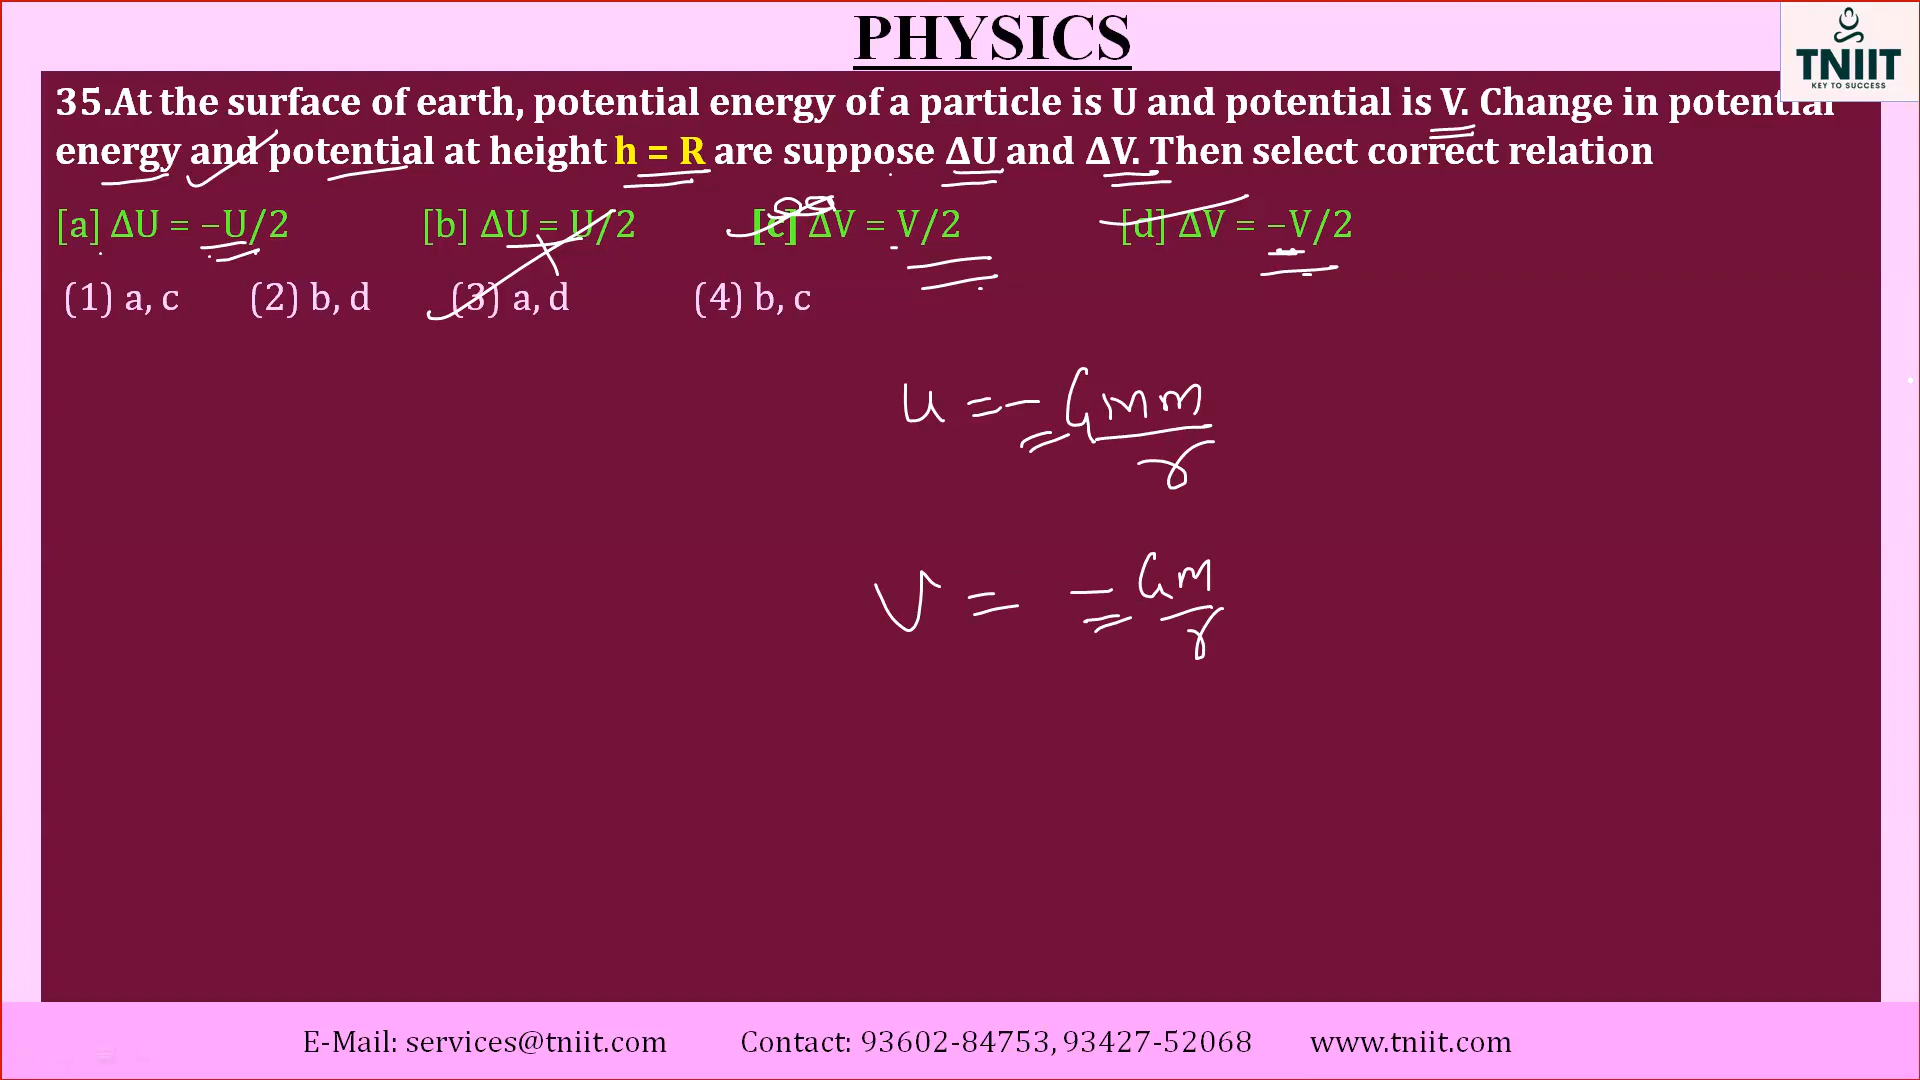 PHYSICS
TNIIT
KEY TO SUCCESS
35.At the surface of earth, potential energy of a particle is U and potential is V. Change in potential
energy and potential at height h = R are suppose ΔU and ΔV. Then select correct relation
[a] ΔU = −U/2 [b] ΔU = U/2 [c] ΔV = V/2 [d] ΔV = −V/2
(1) a, c (2) b, d (3) a, d (4) b, c
u = - GMm/r
V = - GM/r
E-Mail: services@tniit.com Contact: 93602-84753, 93427-52068 www.tniit.com